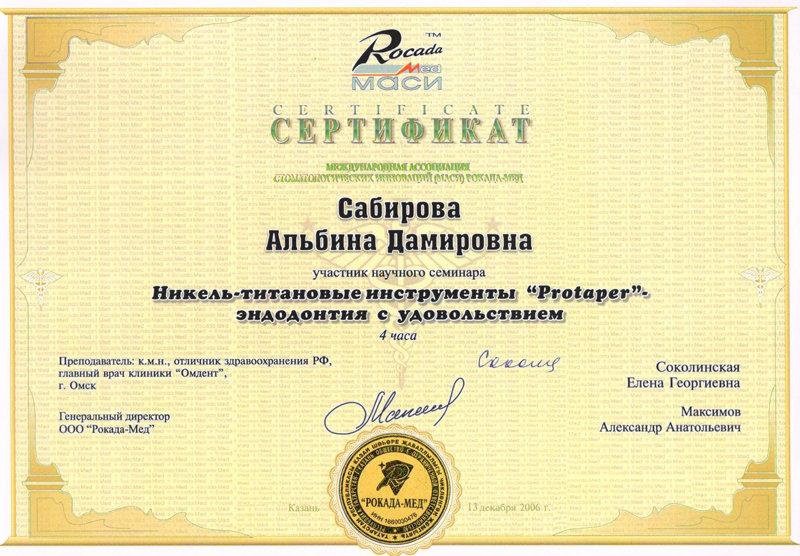 Rocada™
Мед
МАСИ
CERTIFICATE
СЕРТИФИКАТ
МЕЖДУНАРОДНАЯ АССОЦИАЦИЯ
СТОМАТОЛОГИЧЕСКИХ ИННОВАЦИЙ (МАСИ) РОКАДА-МЕД
Сабирова
Альбина Дамировна
участник научного семинара
Никель-титановые инструменты “Protaper”-
эндодонтия с удовольствием
4 часа
Преподаватель: к.м.н., отличник здравоохранения РФ,
главный врач клиники “Омдент”,
г. Омск
Соколинская
Елена Георгиевна
Генеральный директор
ООО “Рокада-Мед”
Максимов
Александр Анатольевич
“РОКАДА-МЕД”
Казань
13 декабря 2006 г.